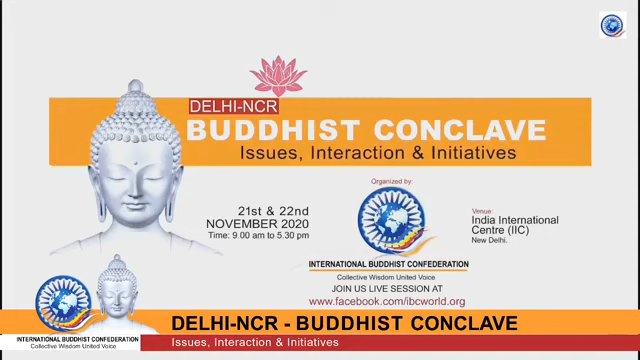 DELHI-NCR
BUDDHIST CONCLAVE
Issues, Interaction & Initiatives
21st & 22nd
NOVEMBER 2020
Time: 9.00 am to 5.30 pm
Organized by:
INTERNATIONAL BUDDHIST CONFEDERATION
Collective Wisdom United Voice
JOIN US LIVE SESSION AT
www.facebook.com/ibcworld.org
Venue:
India International
Centre (IIC)
New Delhi.
INTERNATIONAL BUDDHIST CONFEDERATION
Collective Wisdom United Voice
DELHI-NCR - BUDDHIST CONCLAVE
Issues, Interaction & Initiatives